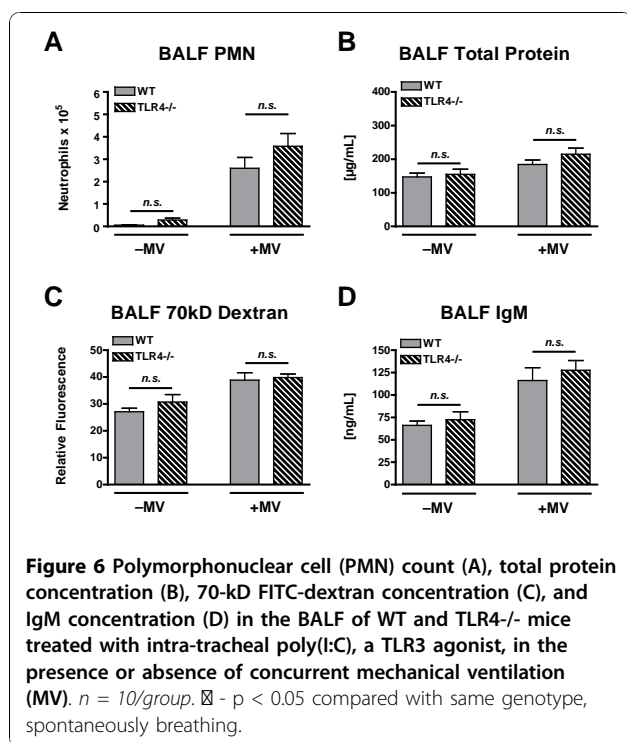 A
BALF PMN
WT
TLR4-/-
Neutrophils x 10⁵
6
5
4
3
2
1
0
n.s.
n.s.
–MV
+MV
B
BALF Total Protein
WT
TLR4-/-
[µg/mL]
400
300
200
100
0
n.s.
n.s.
–MV
+MV
C
BALF 70kD Dextran
WT
TLR4-/-
Relative Fluorescence
50
40
30
20
10
0
n.s.
n.s.
–MV
+MV
D
BALF IgM
WT
TLR4-/-
[ng/mL]
150
125
100
75
50
25
0
n.s.
n.s.
–MV
+MV
Figure 6 Polymorphonuclear cell (PMN) count (A), total protein
concentration (B), 70-kD FITC-dextran concentration (C), and
IgM concentration (D) in the BALF of WT and TLR4-/- mice
treated with intra-tracheal poly(I:C), a TLR3 agonist, in the
presence or absence of concurrent mechanical ventilation
(MV). n = 10/group. - p < 0.05 compared with same genotype,
spontaneously breathing.